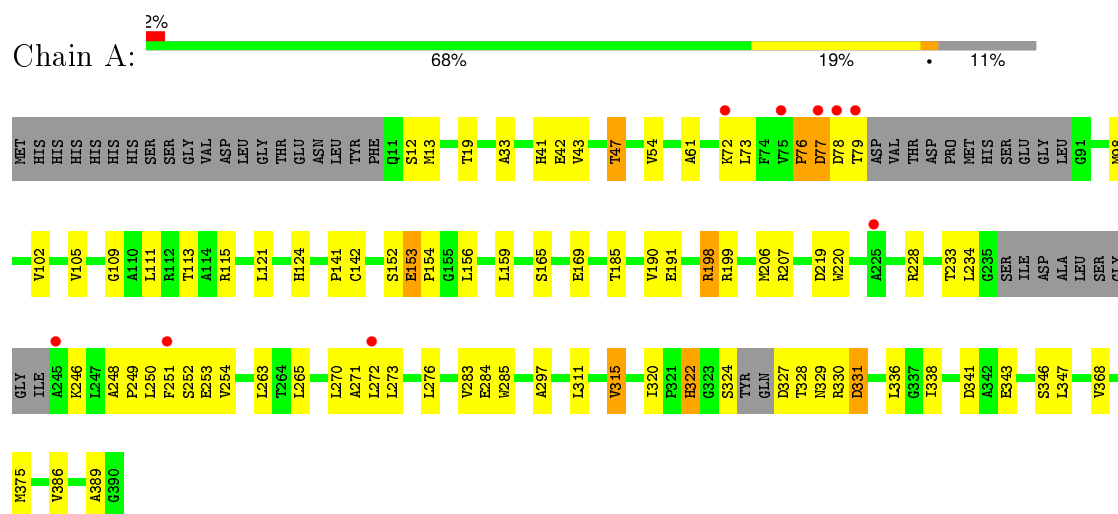 2%
Chain A:
68% 19% • 11%
MET HIS HIS HIS HIS HIS HIS SER SER GLY VAL ASP LEU GLY THR GLU ASN LEU TYR PHE Q11 S12 M13 T19 A33 H41 E42 V43 T47 V54 A61 K72 L73 F74 V75 P76 D77 D78 T79 ASP VAL THR ASP PRO MET HIS SER GLU GLY LEU G91 M98
V102 V105 G109 A110 L111 R112 T113 A114 R115 L121 H124 P141 C142 S152 E153 P154 G155 L156 L159 S165 E169 T185 V190 E191 R198 R199 M206 R207 D219 W220 A225 R228 T233 L234 G235 SER ILE ASP ALA LEU SER GLY
GLY ILE A245 K246 L247 A248 P249 L250 F251 S252 E253 V254 L263 T264 L265 L270 A271 L272 L273 L276 V283 E284 W285 A297 L311 V315 I320 P321 H322 G323 S324 TYR GLN D327 T328 N329 R330 D331 L336 G337 I338 D341 A342 E343 S346 L347 V368
M375 V386 A389 G390